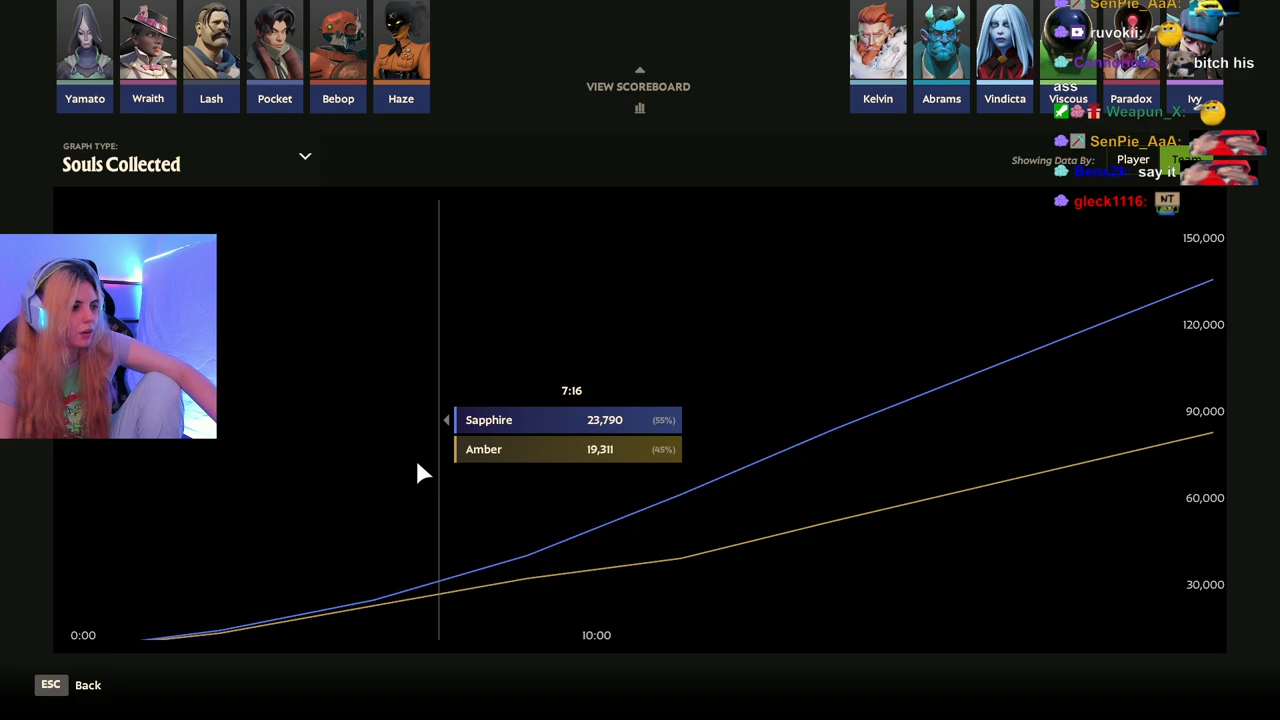 SenPie_AaA:
ruvokii:
bitch his
ass
Weapun_X:
SenPie_AaA:
say it
gleck1116: NT
Yamato Wraith Lash Pocket Bebop Haze
VIEW SCOREBOARD
Kelvin Abrams Vindicta Viscous Paradox Ivy
GRAPH TYPE:
Souls Collected
Showing Data By: Player Team
150,000
120,000
7:16
Sapphire 23,790 (55%)
90,000
Amber 19,311 (45%)
60,000
30,000
0:00 10:00
ESC Back